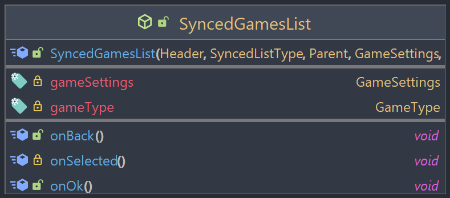 SyncedGamesList
SyncedGamesList(Header, SyncedListType, Parent, GameSettings,
gameSettings GameSettings
gameType GameType
onBack() void
onSelected() void
onOk() void